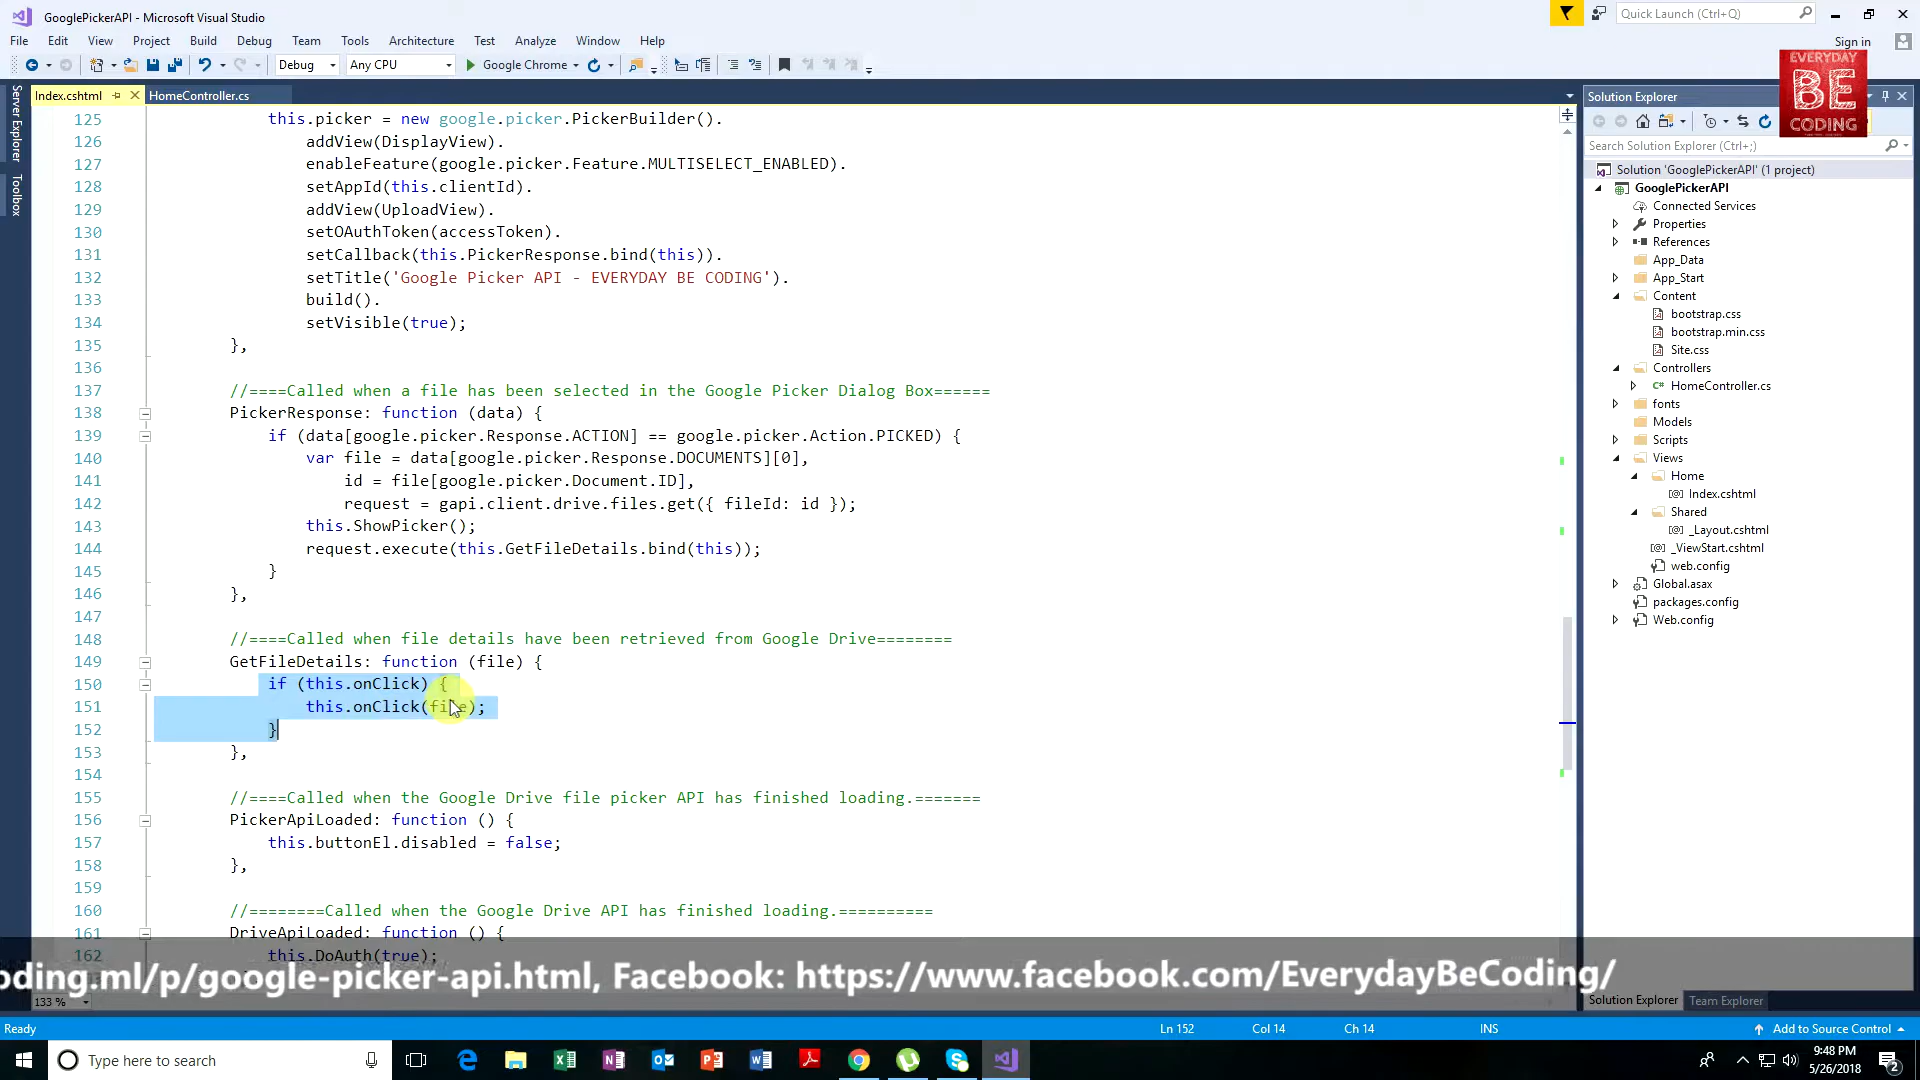 GooglePickerAPI - Microsoft Visual Studio
Quick Launch (Ctrl+Q)
File Edit View Project Build Debug Team Tools Architecture Test Analyze Window Help
Sign in
Debug Any CPU Google Chrome
EVERYDAY
BE
CODING
Server Explorer
Toolbox
Index.cshtml HomeController.cs
125 this.picker = new google.picker.PickerBuilder().
126 addView(DisplayView).
127 enableFeature(google.picker.Feature.MULTISELECT_ENABLED).
128 setAppId(this.clientId).
129 addView(UploadView).
130 setOAuthToken(accessToken).
131 setCallback(this.PickerResponse.bind(this)).
132 setTitle('Google Picker API - EVERYDAY BE CODING').
133 build().
134 setVisible(true);
135 },
136
137 //====Called when a file has been selected in the Google Picker Dialog Box======
138 PickerResponse: function (data) {
139 if (data[google.picker.Response.ACTION] == google.picker.Action.PICKED) {
140 var file = data[google.picker.Response.DOCUMENTS][0],
141 id = file[google.picker.Document.ID],
142 request = gapi.client.drive.files.get({ fileId: id });
143 this.ShowPicker();
144 request.execute(this.GetFileDetails.bind(this));
145 }
146 },
147
148 //====Called when file details have been retrieved from Google Drive========
149 GetFileDetails: function (file) {
150 if (this.onClick) {
151 this.onClick(file);
152 }
153 },
154
155 //====Called when the Google Drive file picker API has finished loading.=======
156 PickerApiLoaded: function () {
157 this.buttonEl.disabled = false;
158 },
159
160 //========Called when the Google Drive API has finished loading.==========
161 DriveApiLoaded: function () {
162 this.DoAuth(true);
oding.ml/p/google-picker-api.html, Facebook: https://www.facebook.com/EverydayBeCoding/
133 %
Solution Explorer
Search Solution Explorer (Ctrl+;)
Solution 'GooglePickerAPI' (1 project)
GooglePickerAPI
Connected Services
Properties
References
App_Data
App_Start
Content
bootstrap.css
bootstrap.min.css
Site.css
Controllers
HomeController.cs
fonts
Models
Scripts
Views
Home
Index.cshtml
Shared
_Layout.cshtml
_ViewStart.cshtml
web.config
Global.asax
packages.config
Web.config
Solution Explorer Team Explorer
Ready Ln 152 Col 14 Ch 14 INS Add to Source Control
Type here to search
9:48 PM
5/26/2018
2